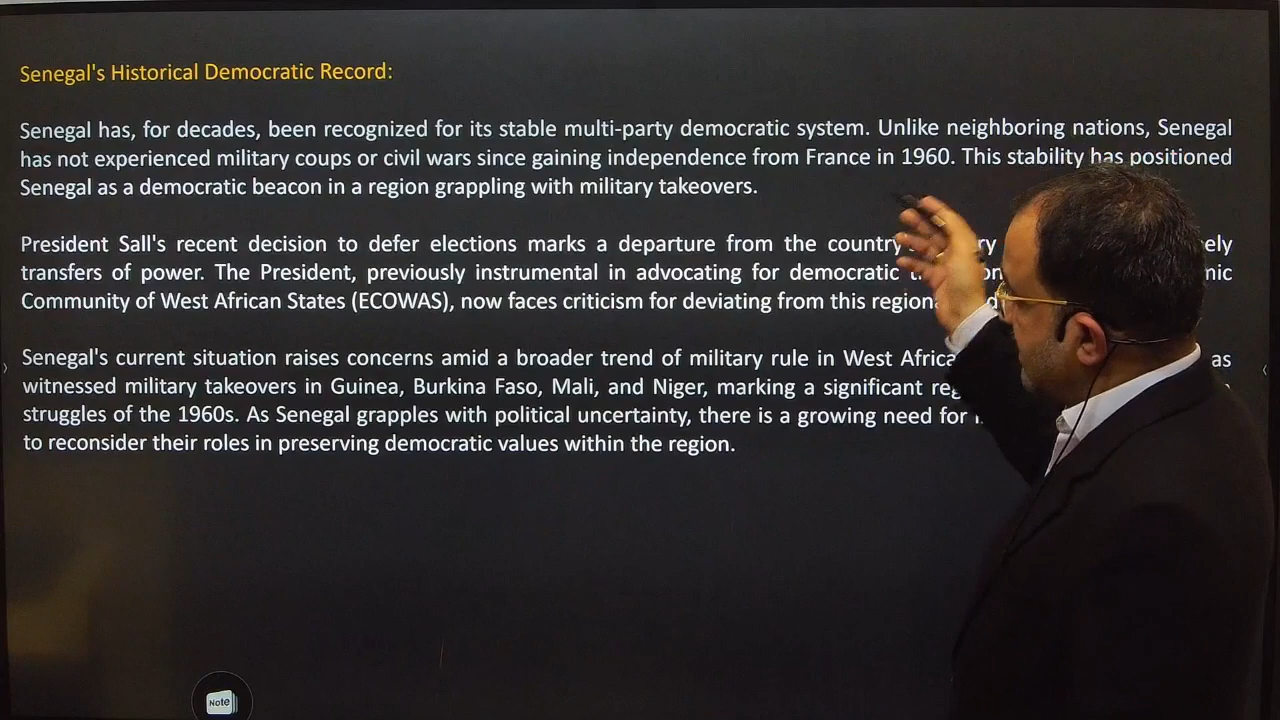 Senegal's Historical Democratic Record:
Senegal has, for decades, been recognized for its stable multi-party democratic system. Unlike neighboring nations, Senegal
has not experienced military coups or civil wars since gaining independence from France in 1960. This stability has positioned
Senegal as a democratic beacon in a region grappling with military takeovers.
President Sall's recent decision to defer elections marks a departure from the country
transfers of power. The President, previously instrumental in advocating for democratic
Community of West African States (ECOWAS), now faces criticism for deviating from this
Senegal's current situation raises concerns amid a broader trend of military rule in West Africa as
witnessed military takeovers in Guinea, Burkina Faso, Mali, and Niger, marking a significant
struggles of the 1960s. As Senegal grapples with political uncertainty, there is a growing need for
to reconsider their roles in preserving democratic values within the region.
Note